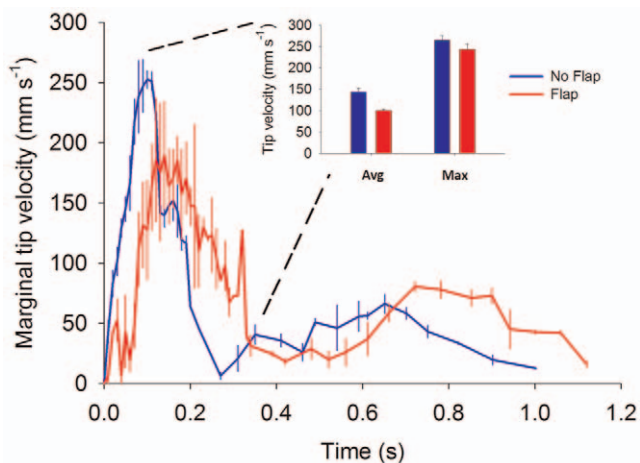 Marginal tip velocity (mm s⁻¹)
300
250
200
150
100
50
0
0.0 0.2 0.4 0.6 0.8 1.0 1.2
Time (s)
Tip velocity (mm s⁻¹)
300
250
200
150
100
50
0
Avg Max
No Flap
Flap